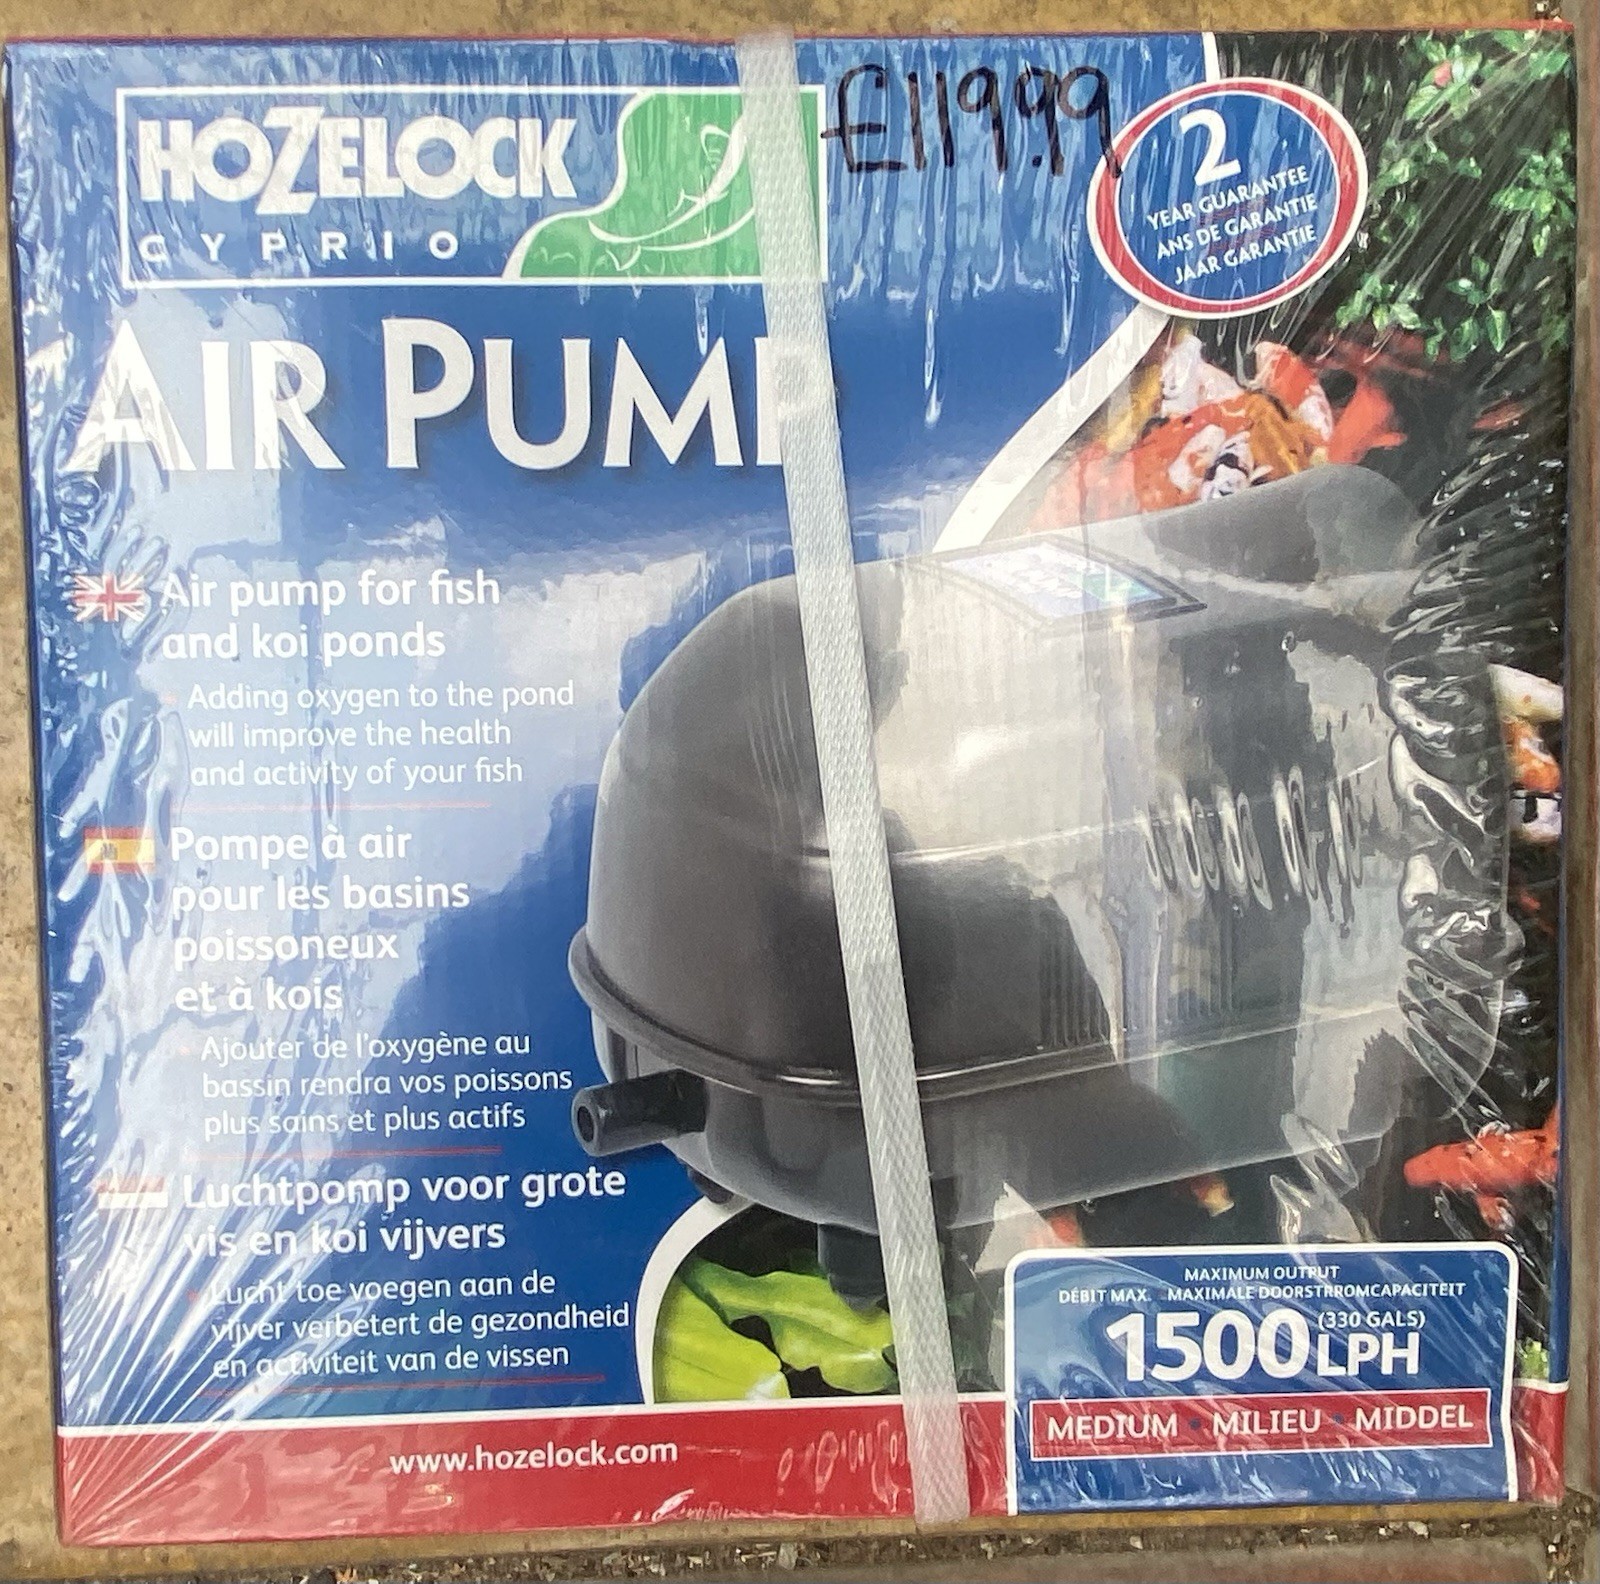 HOZELOCK
CYPRIO
£119.99
2
YEAR GUARANTEE
ANS DE GARANTIE
JAAR GARANTIE
AIR PUMP
Air pump for fish
and koi ponds
Adding oxygen to the pond
will improve the health
and activity of your fish
Pompe à air
pour les basins
poissoneux
et à kois
Ajouter de l'oxygène au
bassin rendra vos poissons
plus sains et plus actifs
Luchtpomp voor grote
vis en koi vijvers
Lucht toe voegen aan de
vijver verbetert de gezondheid
en activiteit van de vissen
MAXIMUM OUTPUT
DÉBIT MAX. MAXIMALE DOORSTRROMCAPACITEIT
1500 (330 GALS) LPH
MEDIUM • MILIEU • MIDDEL
www.hozelock.com